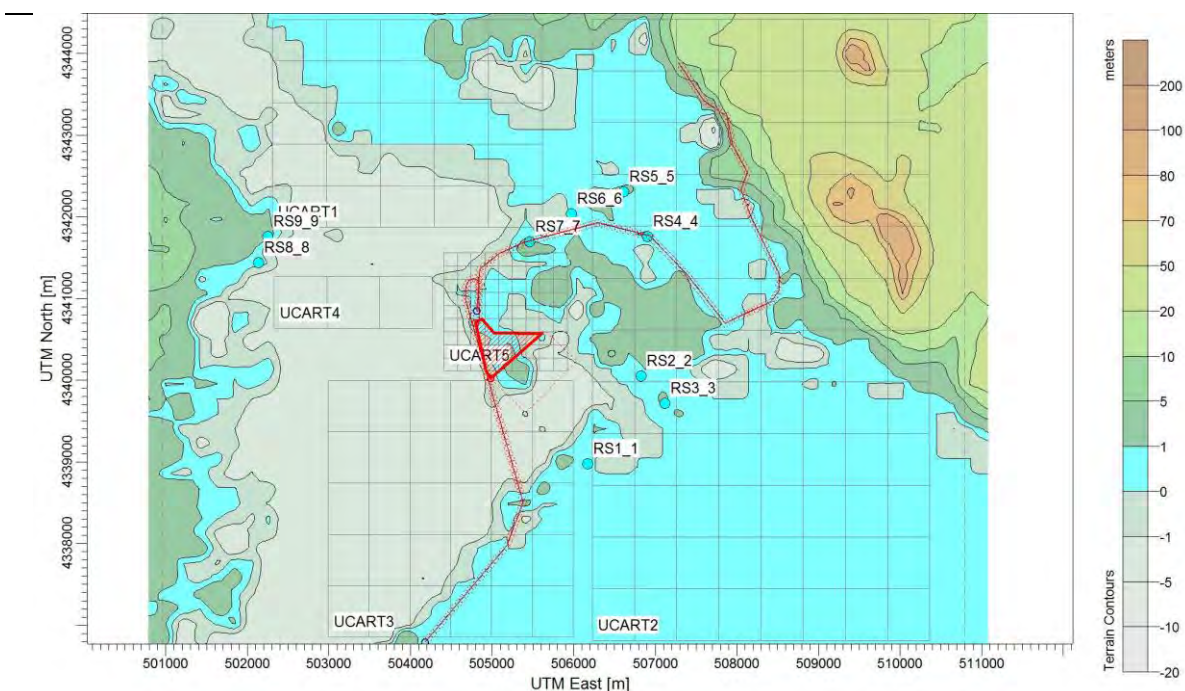 4344000
4343000
4342000
4341000
4340000
4339000
4338000
UTM North [m]
RS5_5
RS6_6
UCART1
RS9_9
RS7_7
RS4_4
RS8_8
UCART4
UCART5
RS2_2
RS3_3
RS1_1
UCART3
UCART2
501000 502000 503000 504000 505000 506000 507000 508000 509000 510000 511000
UTM East [m]
meters
200
100
80
70
50
20
10
5
1
0
-1
-5
-10
-20
Terrain Contours